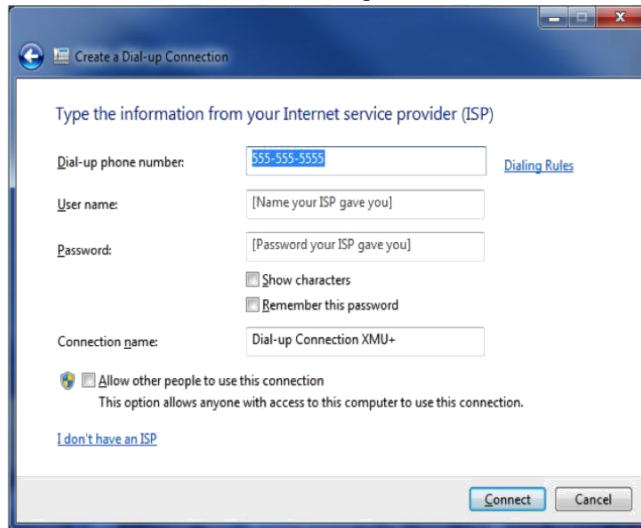 Create a Dial-up Connection
Type the information from your Internet service provider (ISP)
Dial-up phone number: 555-555-5555 Dialing Rules
User name: [Name your ISP gave you]
Password: [Password your ISP gave you]
Show characters
Remember this password
Connection name: Dial-up Connection XMU+
Allow other people to use this connection
This option allows anyone with access to this computer to use this connection.
I don't have an ISP
Connect Cancel